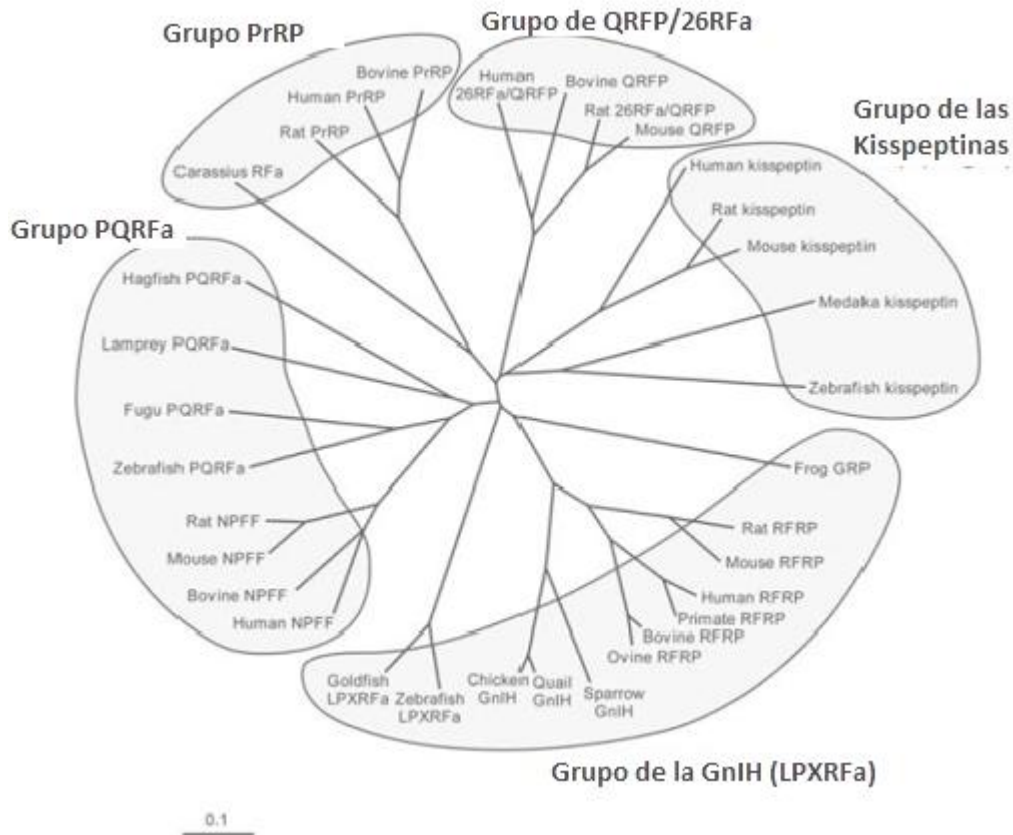 Grupo PrRP
Bovine PrRP
Human PrRP
Rat PrRP
Carassius RFa
Grupo de QRFP/26RFa
Human
26RFa/QRFP
Bovine QRFP
Rat 26RFa/QRFP
Mouse QRFP
Grupo de las
Kisspeptinas
Human kisspeptin
Rat kisspeptin
Mouse kisspeptin
Medaka kisspeptin
Zebrafish kisspeptin
Grupo PQRFa
Hagfish PQRFa
Lamprey PQRFa
Fugu PQRFa
Zebrafish PQRFa
Rat NPFF
Mouse NPFF
Bovine NPFF
Human NPFF
Frog GRP
Rat RFRP
Mouse RFRP
Human RFRP
Primate RFRP
Bovine RFRP
Ovine RFRP
Sparrow
GnIH
Quail
GnIH
Chicken
GnIH
Zebrafish
LPXRFa
Goldfish
LPXRFa
Grupo de la GnIH (LPXRFa)
0.1